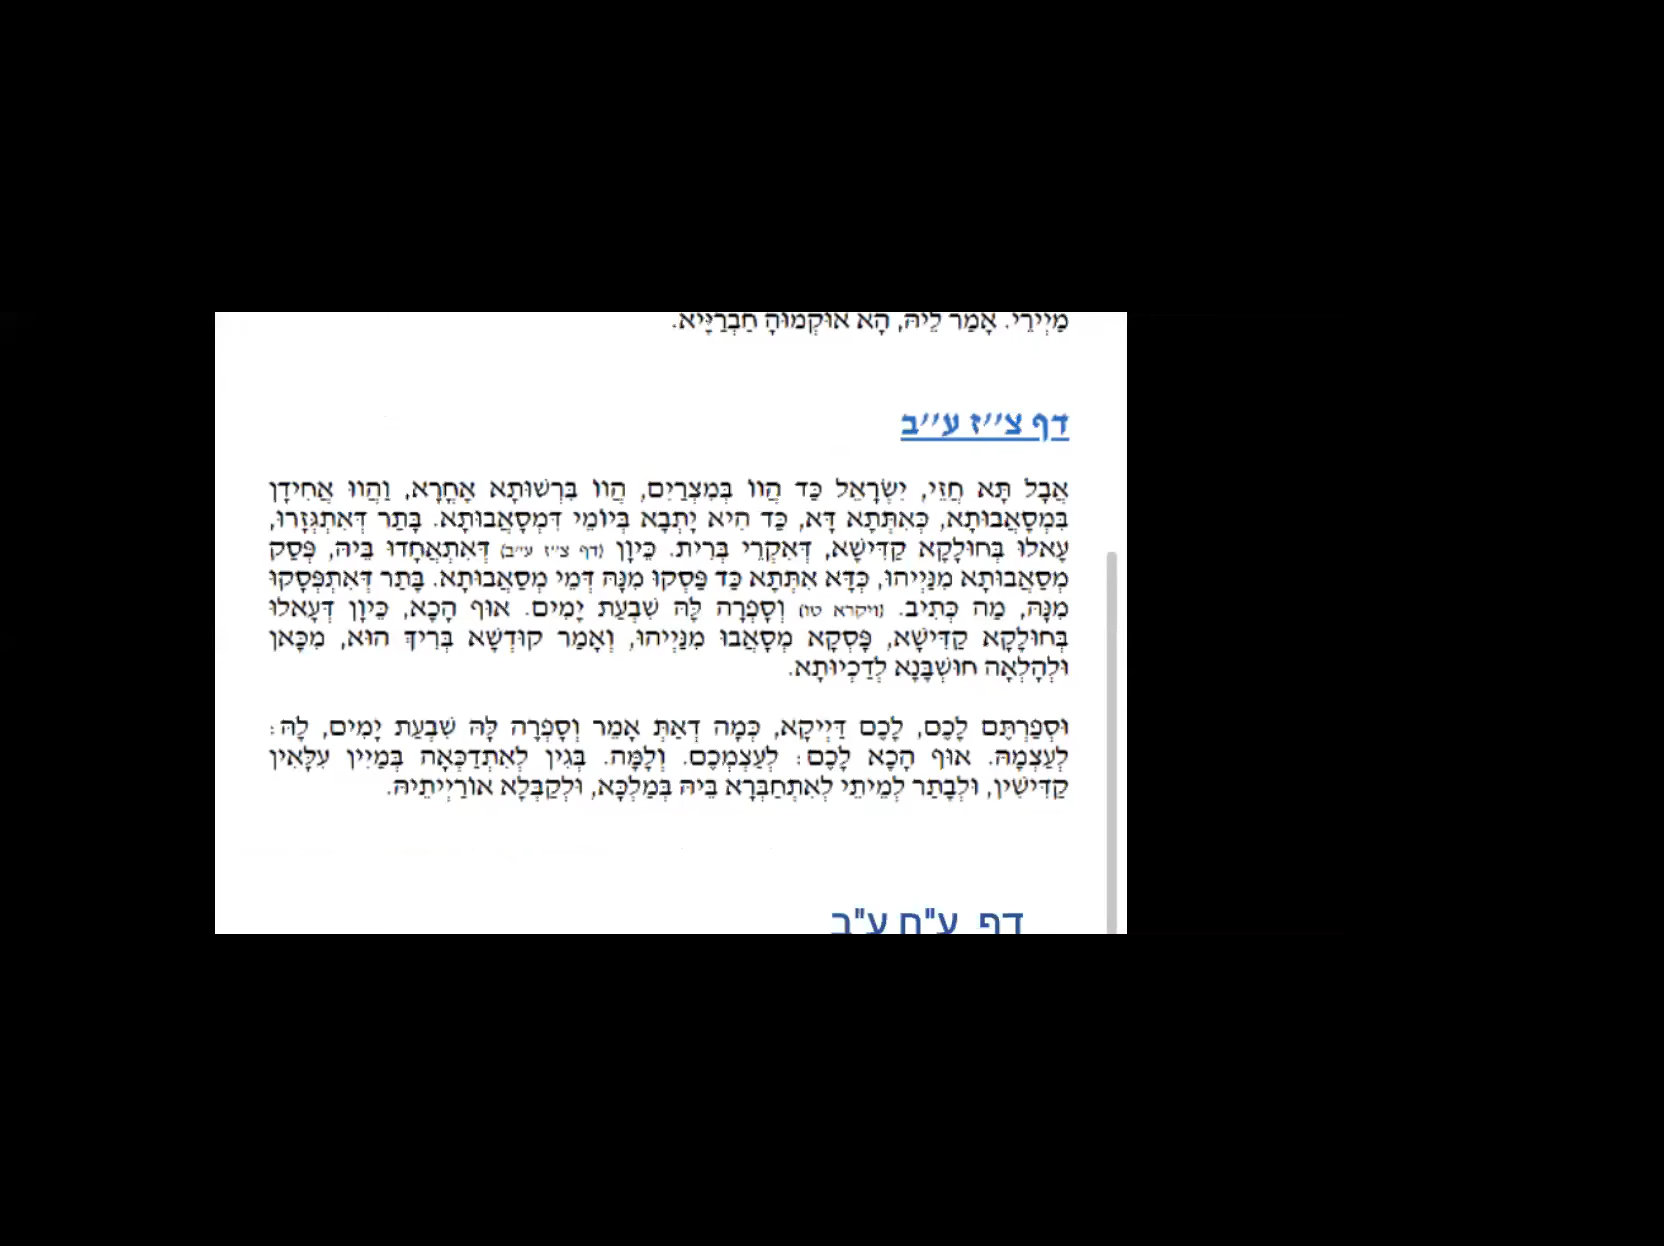 מַיְירֵי. אָמַר לֵיהּ, הָא אוּקְמוּהָ חַבְרַיָּיא.
דף צ״ז ע״ב
אֲבָל תָּא חֲזֵי, יִשְׂרָאֵל כַּד הֲווֹ בְּמִצְרַיִם, הֲווֹ בִּרְשׁוּתָא אָחֳרָא, וַהֲווּ אֲחִידָן
בִּמְסָאֲבוּתָא, כְּאִתְּתָא דָּא, כַּד הִיא יָתְבָא בְּיוֹמֵי דִּמְסָאֲבוּתָא. בָּתַר דְּאִתְגְּזָרוּ,
עָאלוּ בְּחוּלָקָא קַדִּישָׁא, דְּאִקְרֵי בְּרִית. כֵּיוָן (דף צ״ז ע״ב) דְּאִתְאֲחָדוּ בֵּיהּ, פְּסַק
מְסַאֲבוּתָא מִנַּיְיהוּ, כְּדָּא אִתְּתָא כַּד פַּסְקוּ מִנָּהּ דְּמֵי מְסַאֲבוּתָא. בָּתַר דְּאִתְפְּסָקוּ
מִנָּהּ, מַה כְּתִיב. (ויקרא טו) וְסָפְרָה לָּהּ שִׁבְעַת יָמִים. אוּף הָכָא, כֵּיוָן דְּעָאלוּ
בְּחוּלָקָא קַדִּישָׁא, פָּסְקָא מְסָאֲבוּ מִנַּיְיהוּ, וְאָמַר קוּדְשָׁא בְּרִיךְ הוּא, מִכָּאן
וּלְהָלְאָה חוּשְׁבָּנָא לְדַכְיוּתָא.
וּסְפַרְתֶּם לָכֶם, לָכֶם דַּיְיקָא, כְּמָה דְאַתְּ אָמֵר וְסָפְרָה לָּהּ שִׁבְעַת יָמִים, לָהּ:
לְעַצְמָהּ. אוּף הָכָא לָכֶם: לְעַצְמְכֶם. וְלָמָּה. בְּגִין לְאִתְדַכְּאָה בְּמַיִין עִלָּאִין
קַדִּישִׁין, וּלְבָתַר לְמֵיתֵי לְאִתְחַבְּרָא בֵּיהּ בְּמַלְכָּא, וּלְקַבְּלָא אוֹרַיְיתֵיהּ.
דף ע"ח ע"ב